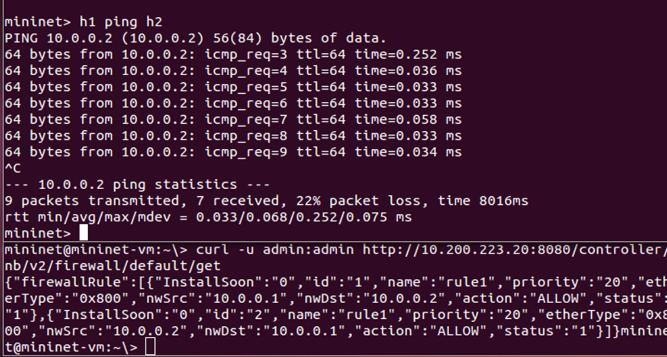 mininet> h1 ping h2
PING 10.0.0.2 (10.0.0.2) 56(84) bytes of data.
64 bytes from 10.0.0.2: icmp_req=3 ttl=64 time=0.252 ms
64 bytes from 10.0.0.2: icmp_req=4 ttl=64 time=0.036 ms
64 bytes from 10.0.0.2: icmp_req=5 ttl=64 time=0.033 ms
64 bytes from 10.0.0.2: icmp_req=6 ttl=64 time=0.033 ms
64 bytes from 10.0.0.2: icmp_req=7 ttl=64 time=0.058 ms
64 bytes from 10.0.0.2: icmp_req=8 ttl=64 time=0.033 ms
64 bytes from 10.0.0.2: icmp_req=9 ttl=64 time=0.034 ms
^C
--- 10.0.0.2 ping statistics ---
9 packets transmitted, 7 received, 22% packet loss, time 8016ms
rtt min/avg/max/mdev = 0.033/0.068/0.252/0.075 ms
mininet>
mininet@mininet-vm:~\> curl -u admin:admin http://10.200.223.20:8080/controller/
nb/v2/firewall/default/get
{"firewallRule":[{"InstallSoon":"0","id":"1","name":"rule1","priority":"20","eth
erType":"0x800","nwSrc":"10.0.0.1","nwDst":"10.0.0.2","action":"ALLOW","status":
"1"},{"InstallSoon":"0","id":"2","name":"rule1","priority":"20","etherType":"0x8
00","nwSrc":"10.0.0.2","nwDst":"10.0.0.1","action":"ALLOW","status":"1"}]}minine
t@mininet-vm:~\>